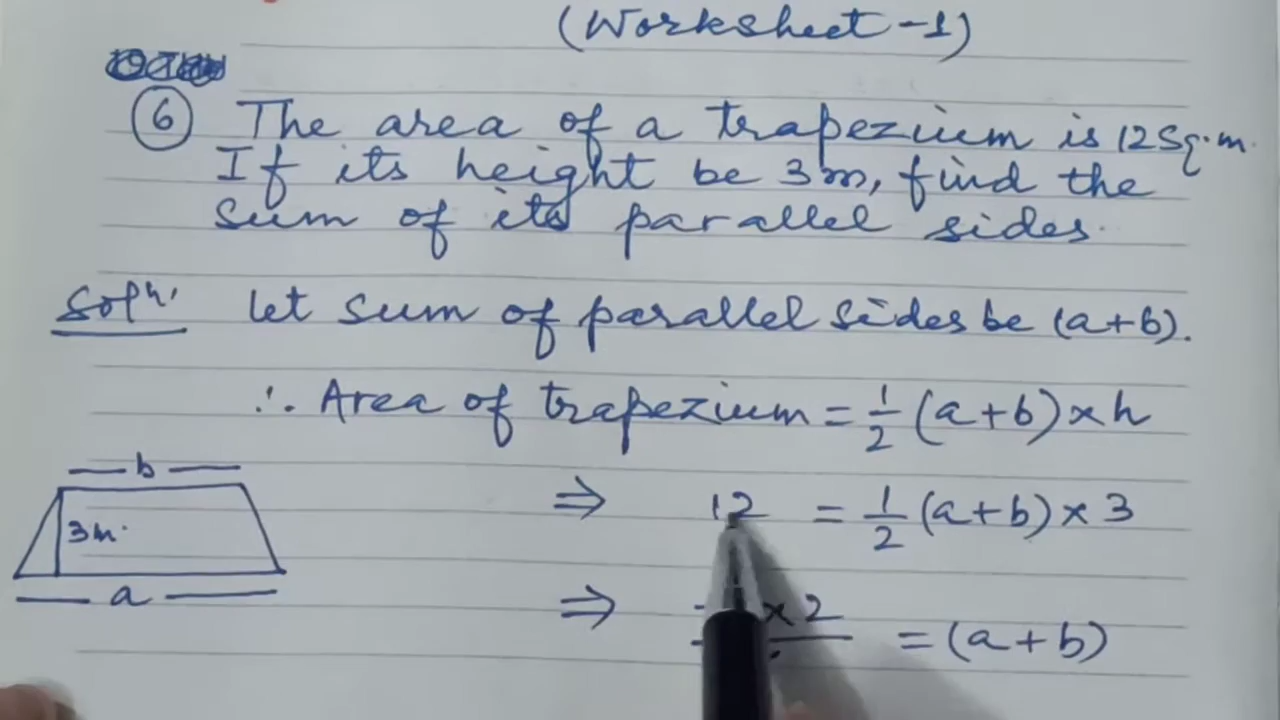 (Worksheet-1)
6 The area of a trapezium is 12 Sq.m.
If its height be 3m, find the
sum of its parallel sides.
Soln. let sum of parallel sides be (a+b).
∴ Area of trapezium = 1/2 (a+b) × h
b
⇒ 12 = 1/2 (a+b) × 3
3m.
a
⇒ × 2 = (a+b)